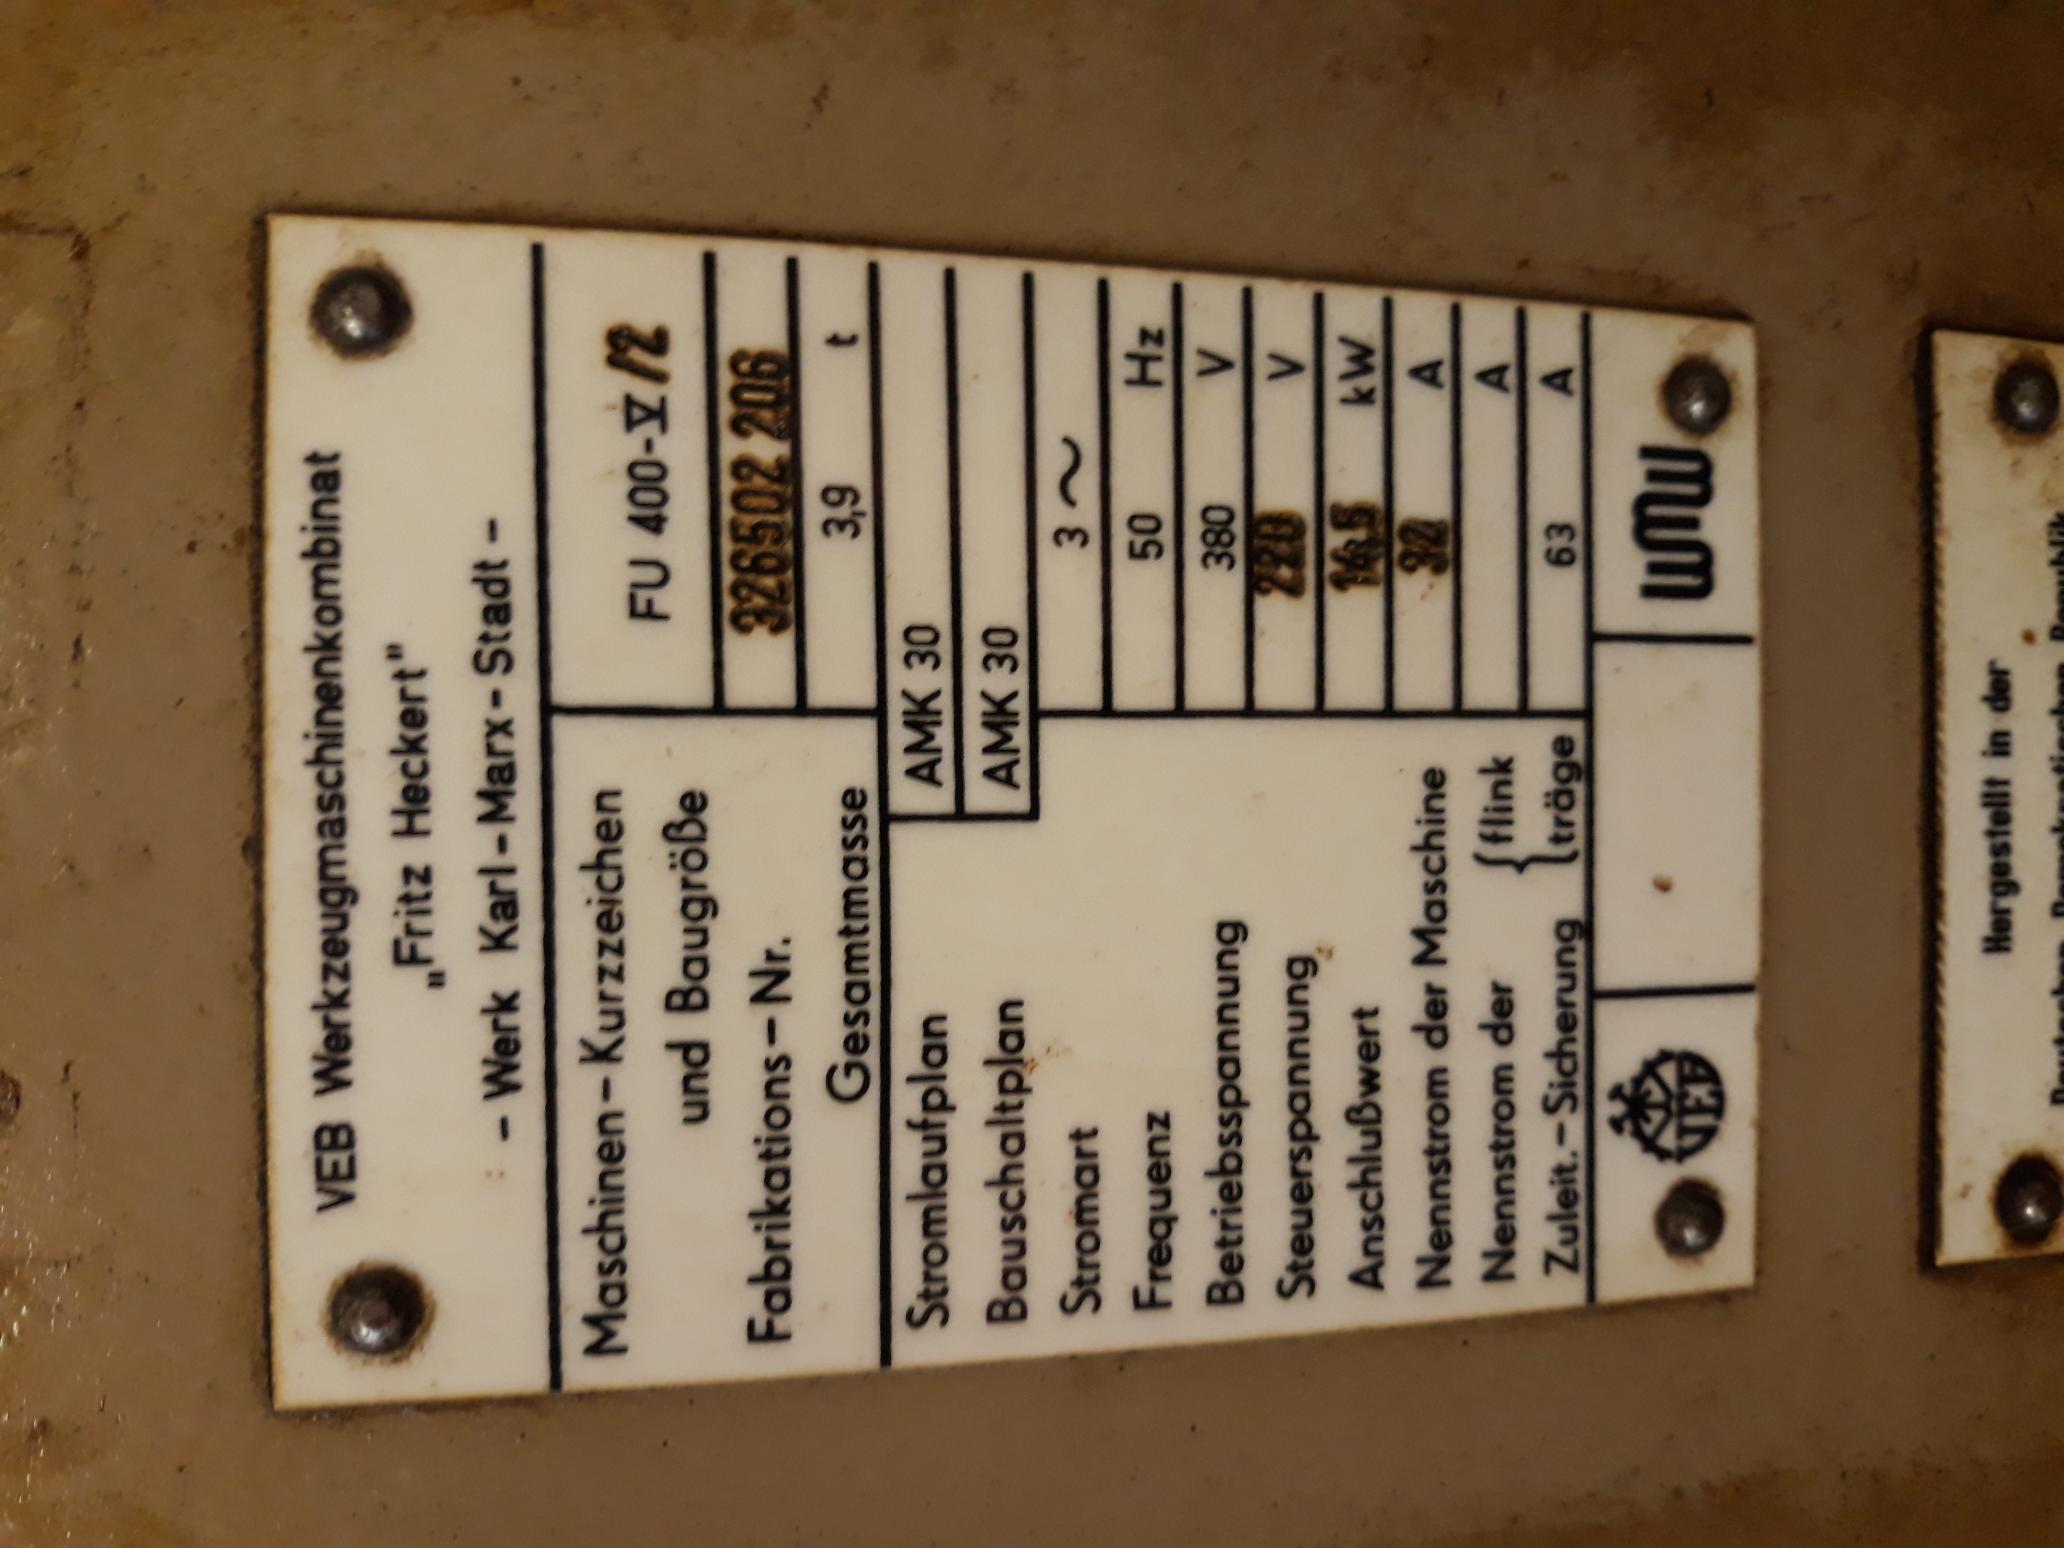 VEB Werkzeugmaschinenkombinat
„Fritz Heckert"
- Werk Karl-Marx-Stadt -
Maschinen-Kurzzeichen
und Baugröße
FU 400-V/2
Fabrikations-Nr. 326502 206
Gesamtmasse 3,9 t
Stromlaufplan AMK 30
Bauschaltplan AMK 30
Stromart 3 ~
Frequenz 50 Hz
Betriebsspannung 380 V
Steuerspannung 220 V
Anschlußwert 14,5 kW
Nennstrom der Maschine 32 A
Nennstrom der { flink A
Zuleit.-Sicherung { träge 63 A
VEB WMW
Hergestellt in der